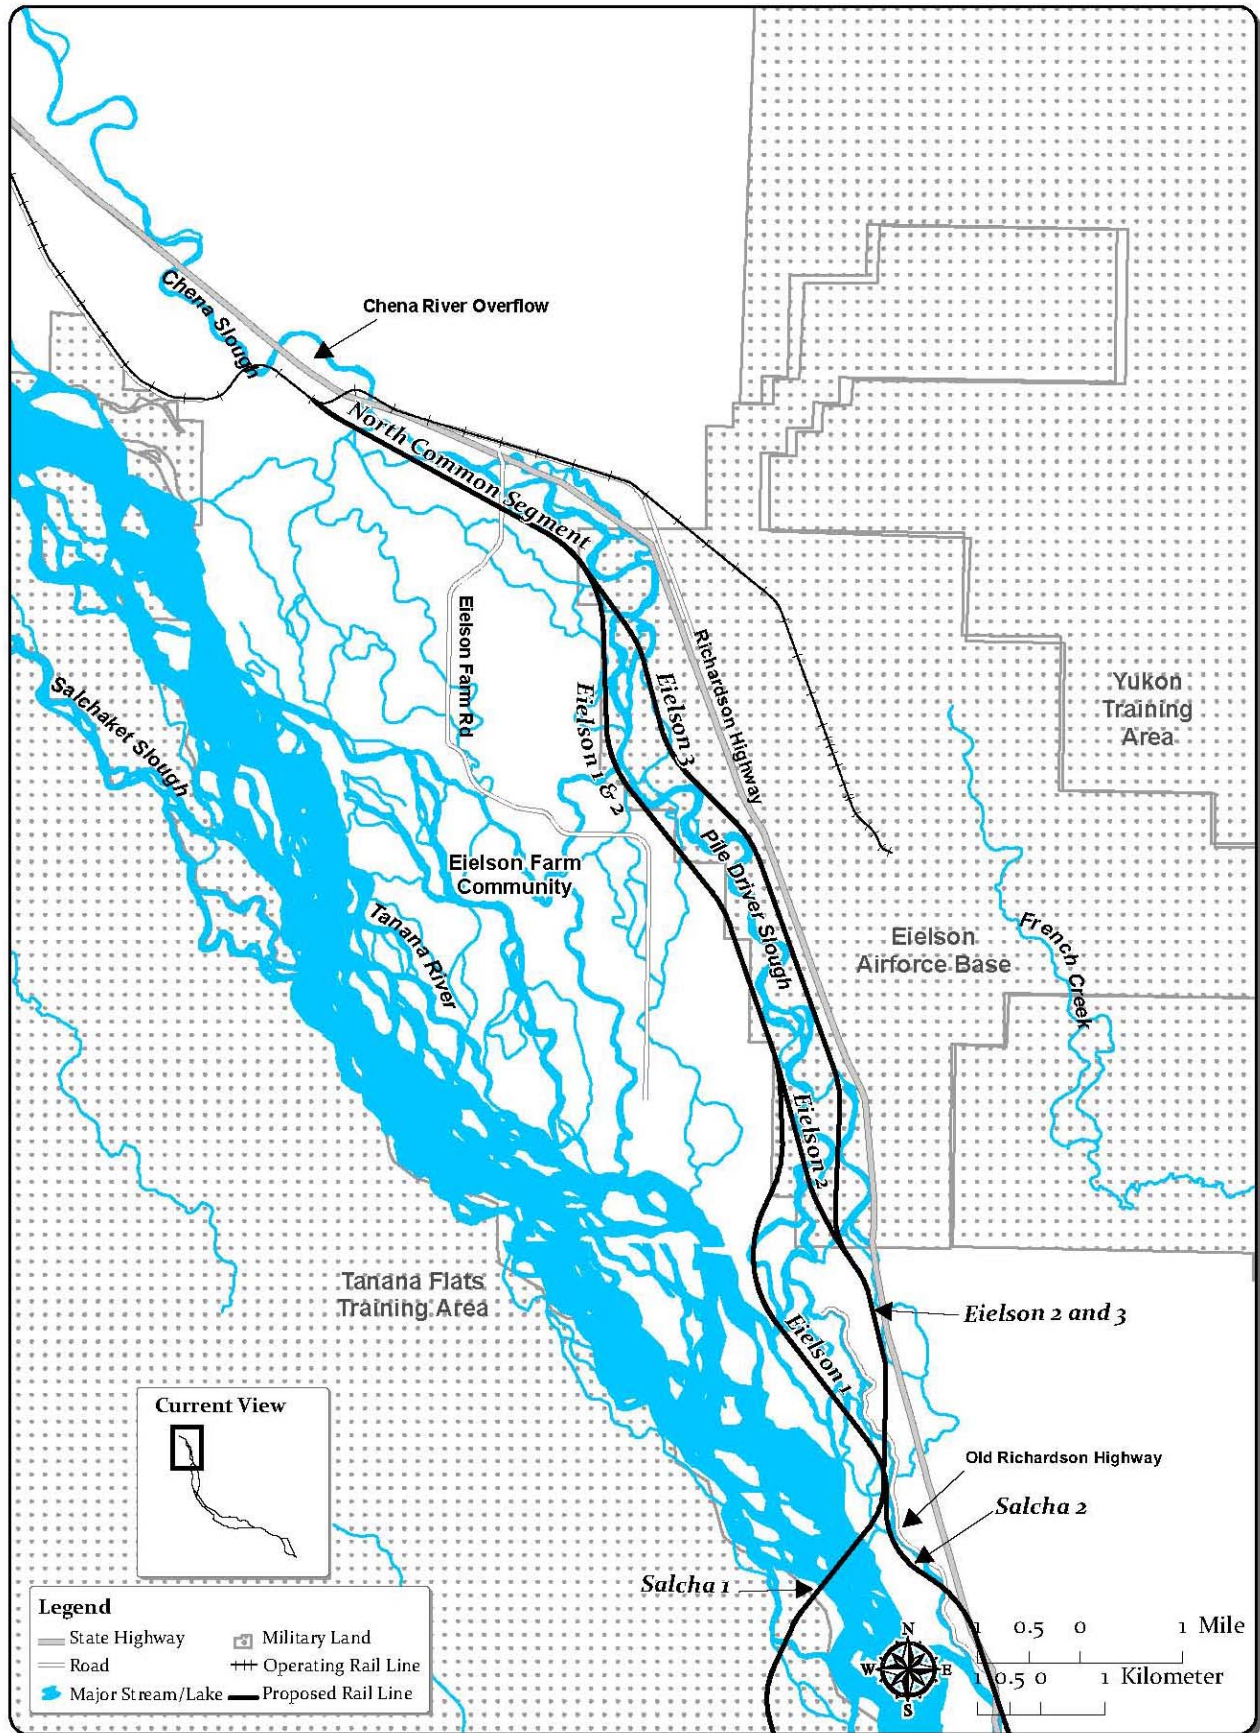 Chena Slough
Chena River Overflow
North Common Segment
Eielson Farm Rd
Richardson Highway
Eielson 3
Eielson 1 & 2
Yukon
Training
Area
Salchaket Slough
Pile Driver Slough
Eielson Farm
Community
Tanana River
Eielson
Airforce Base
French Creek
Eielson 2
Tanana Flats
Training Area
Eielson 2 and 3
Eielson 1
Current View
Old Richardson Highway
Salcha 2
Salcha 1
Legend
State Highway
Military Land
Road
Operating Rail Line
Major Stream/Lake
Proposed Rail Line
N
W
E
S
1 0.5 0 1 Mile
1 0.5 0 1 Kilometer